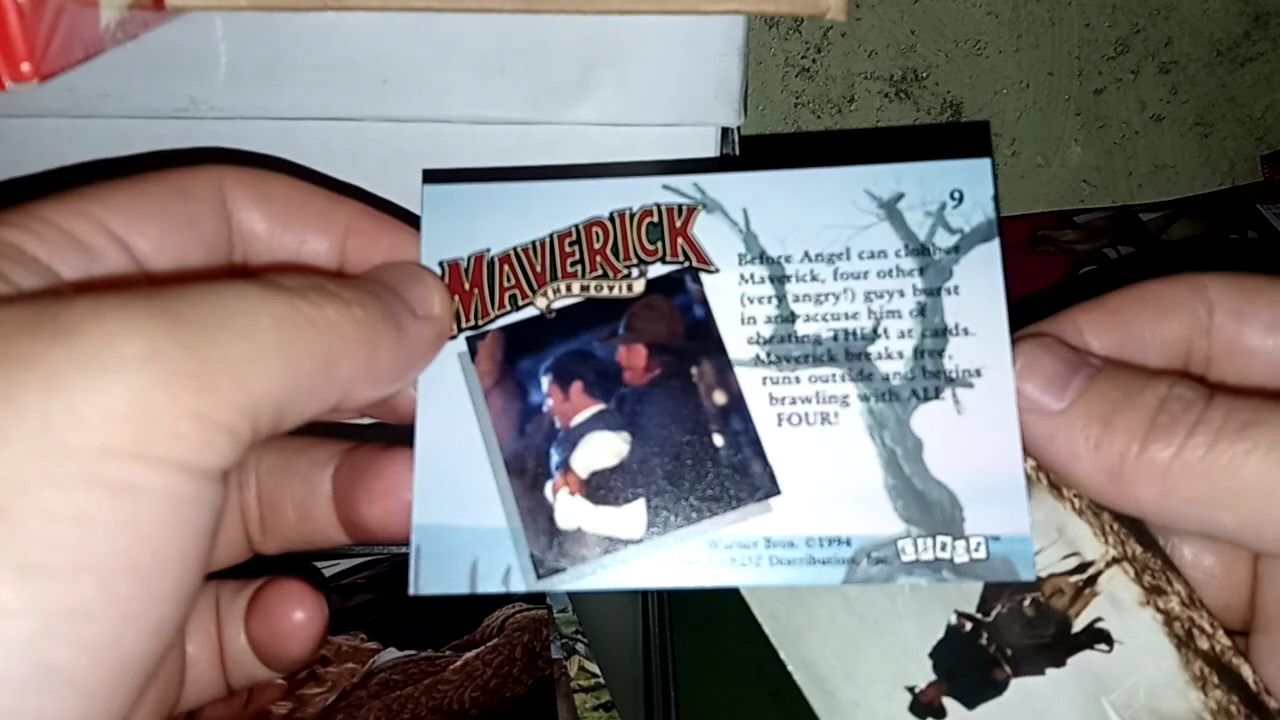 9
MAVERICK
THE MOVIE
Before Angel can clobber
Maverick, four other
(very angry!) guys burst
in and accuse him of
cheating THEM at cards.
Maverick breaks free,
runs outside and begins
brawling with ALL
FOUR!
Warner Bros. ©1994
Distribution, Inc.
CARDZ™